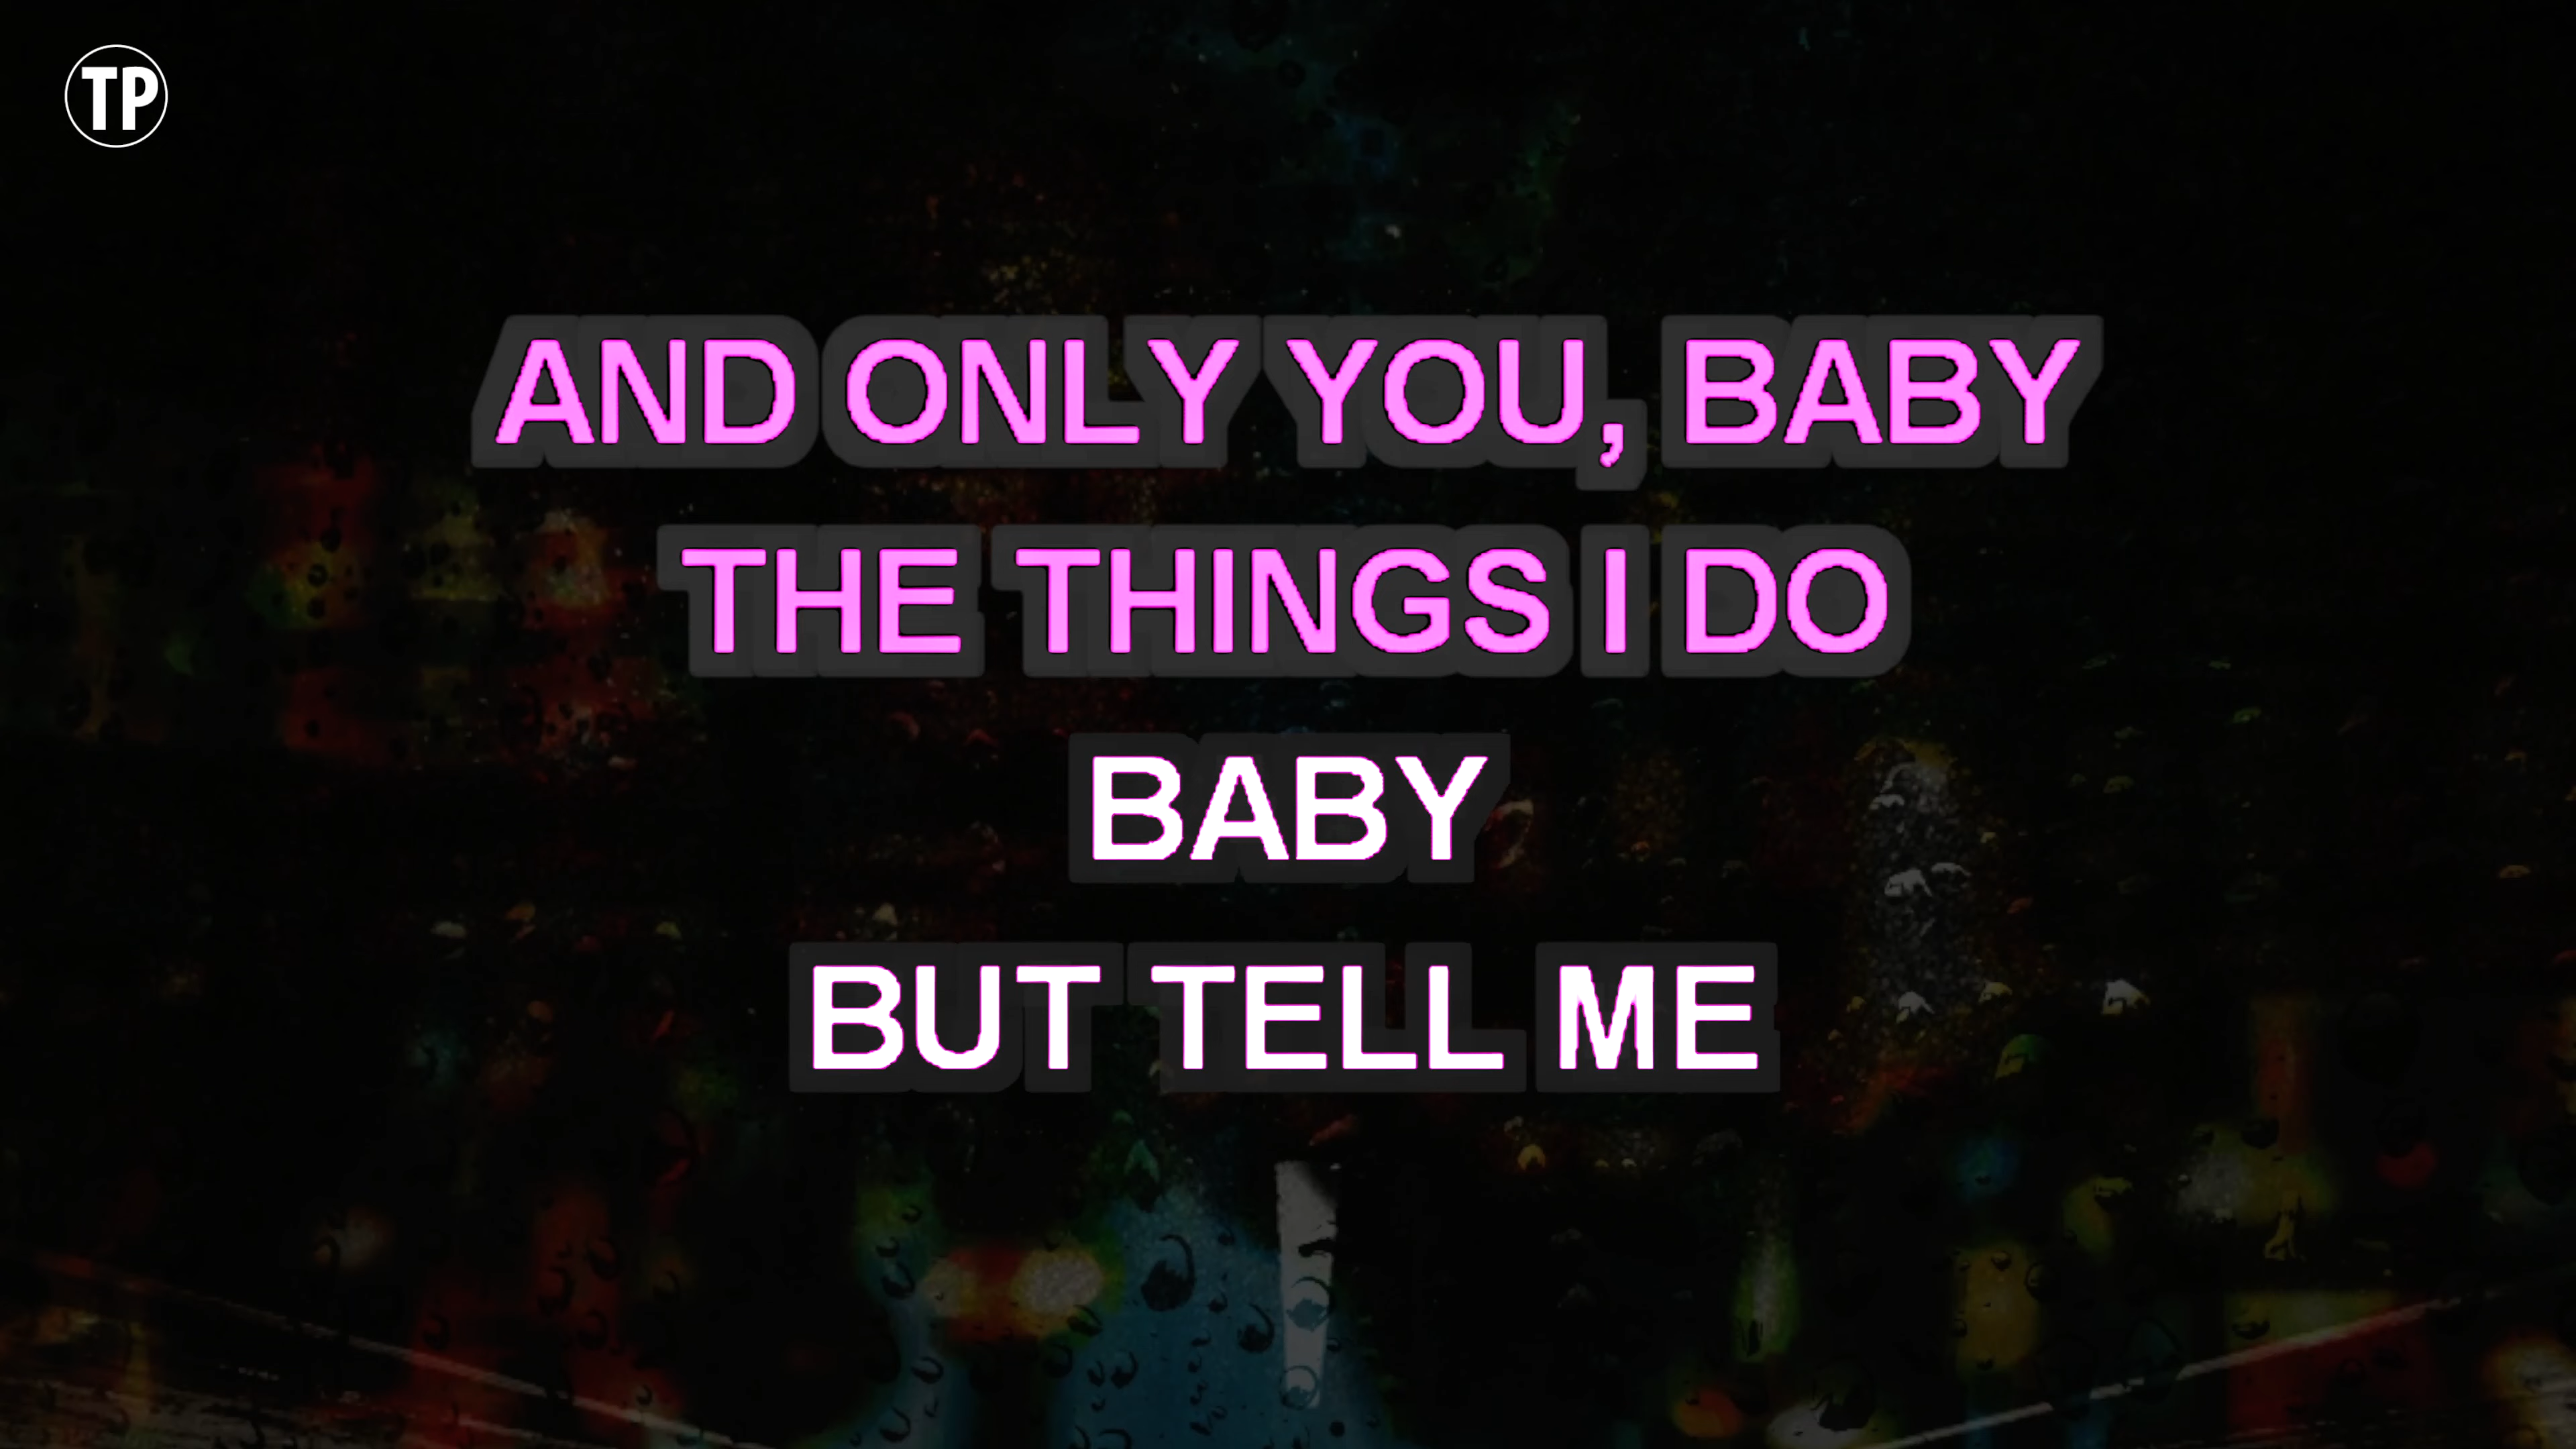 TP
AND ONLY YOU, BABY
THE THINGS I DO
BABY
BUT TELL ME